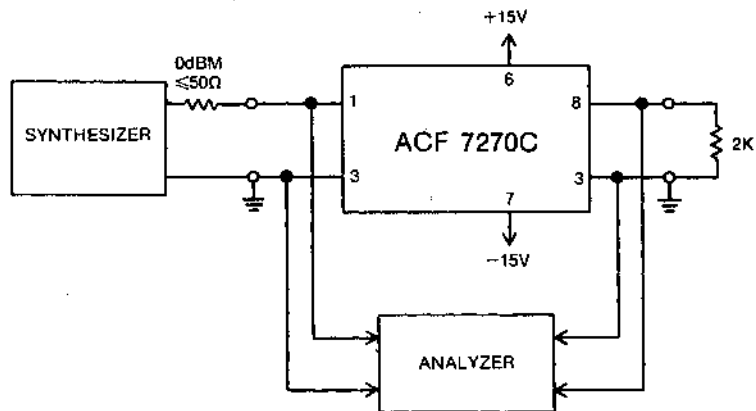 +15V
0dBM
≤50Ω
6
1
8
SYNTHESIZER
ACF 7270C
2K
3
3
7
−15V
ANALYZER